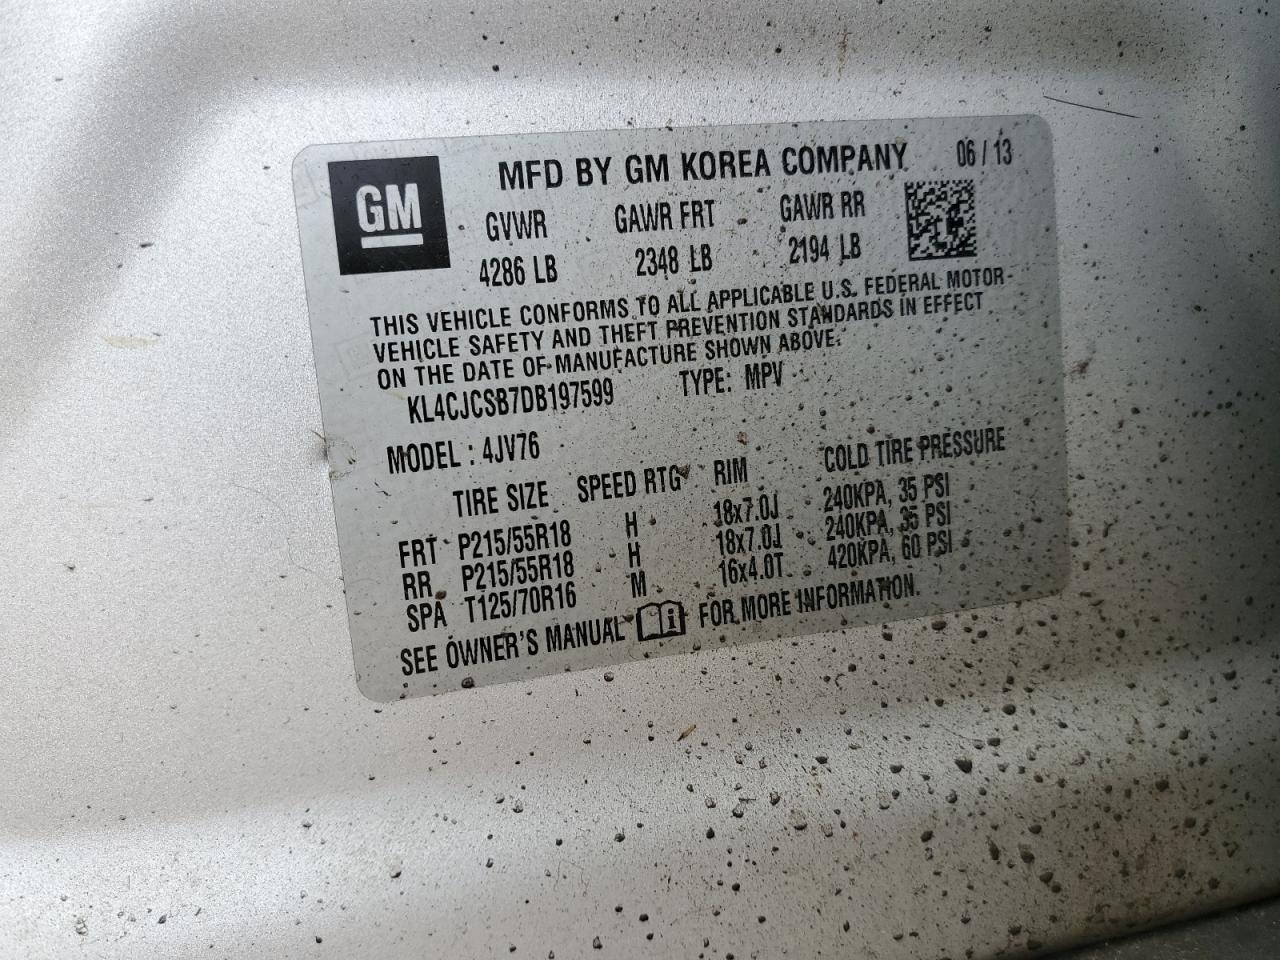 GM
MFD BY GM KOREA COMPANY 06 / 13
GVWR GAWR FRT GAWR RR
4286 LB 2348 LB 2194 LB
THIS VEHICLE CONFORMS TO ALL APPLICABLE U.S. FEDERAL MOTOR-
VEHICLE SAFETY AND THEFT PREVENTION STANDARDS IN EFFECT
ON THE DATE OF MANUFACTURE SHOWN ABOVE.
KL4CJCSB7DB197599 TYPE: MPV
MODEL : 4JV76
TIRE SIZE SPEED RTG RIM COLD TIRE PRESSURE
FRT P215/55R18 H 18x7.0J 240KPA, 35 PSI
RR P215/55R18 H 18x7.0J 240KPA, 35 PSI
SPA T125/70R16 M 16x4.0T 420KPA, 60 PSI
SEE OWNER'S MANUAL i FOR MORE INFORMATION.